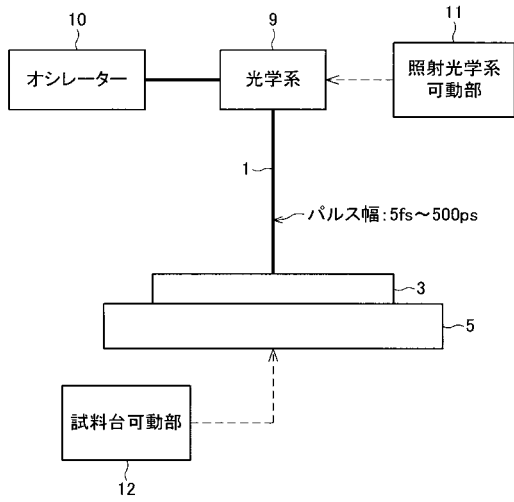 10
9
11
オシレーター
光学系
照射光学系
可動部
1
パルス幅:5fs~500ps
3
5
試料台可動部
12